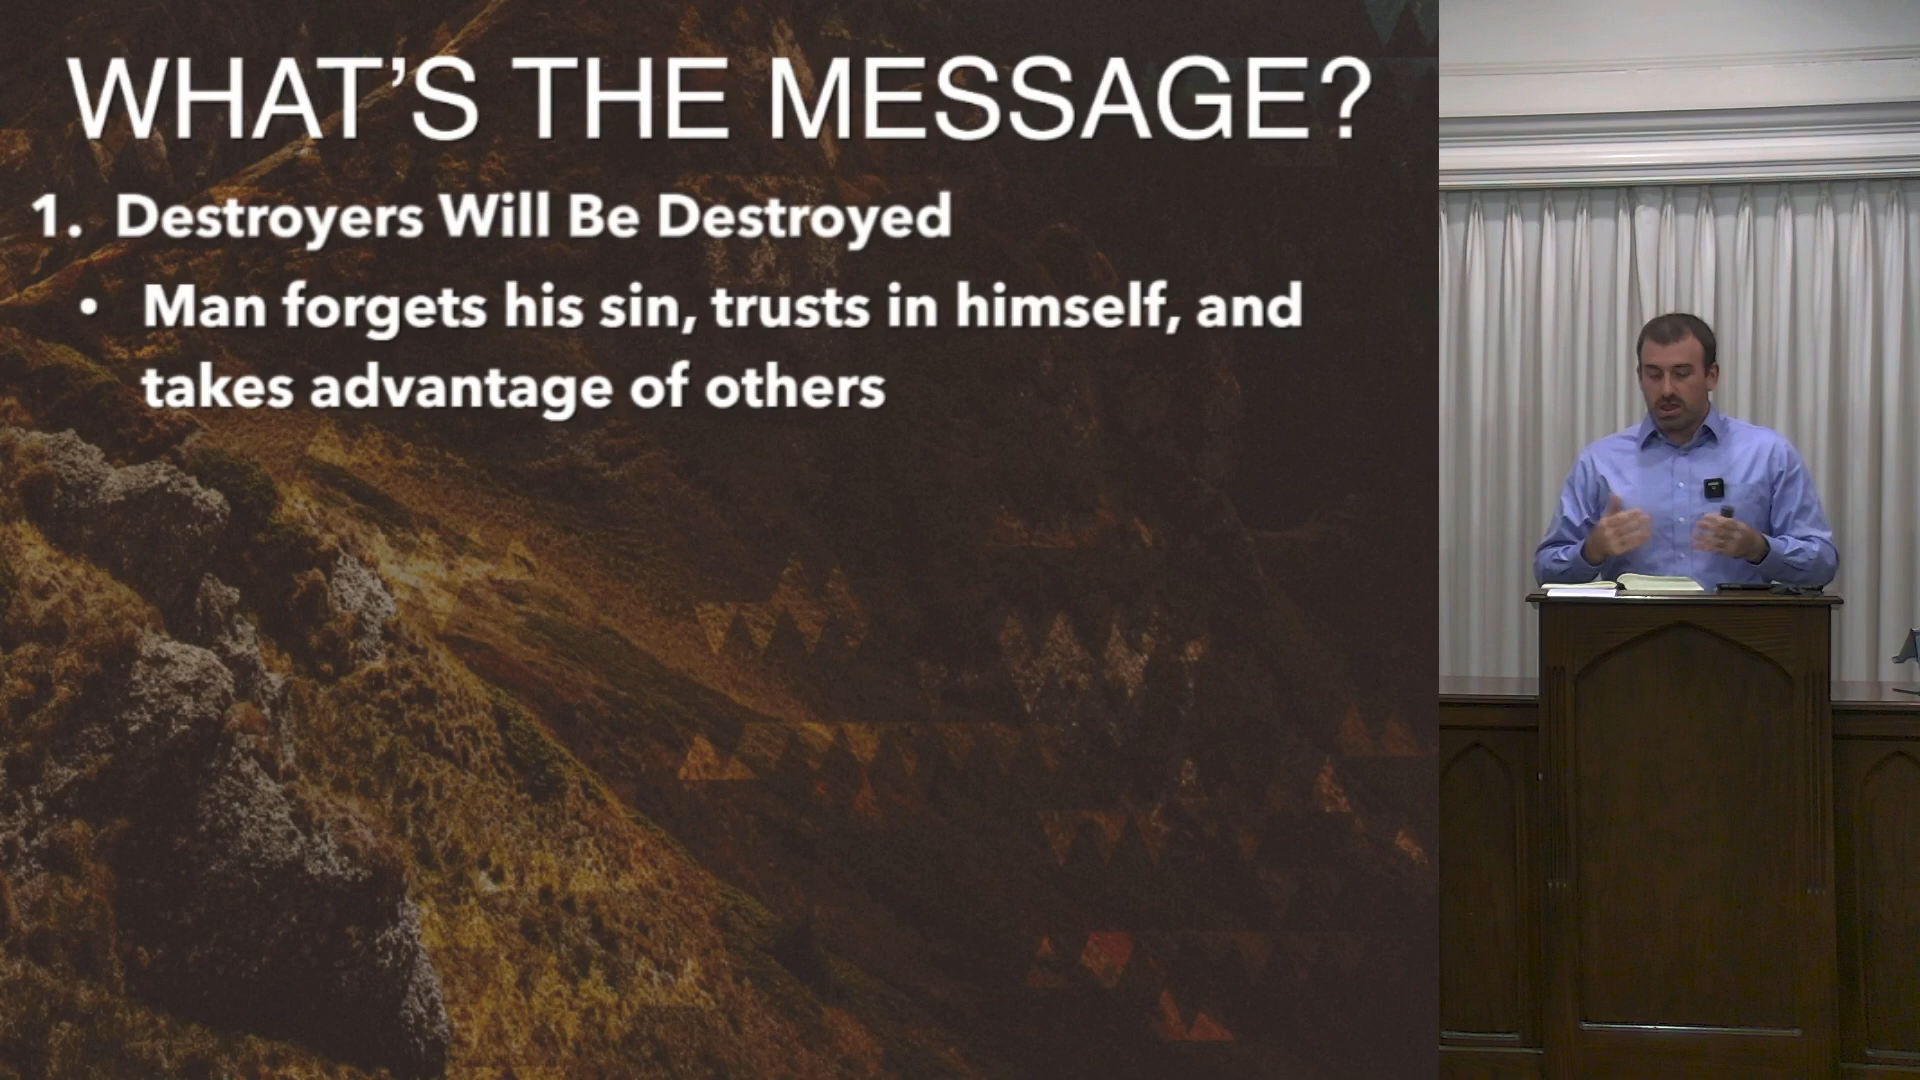 WHAT’S THE MESSAGE?
1. Destroyers Will Be Destroyed
• Man forgets his sin, trusts in himself, and
takes advantage of others